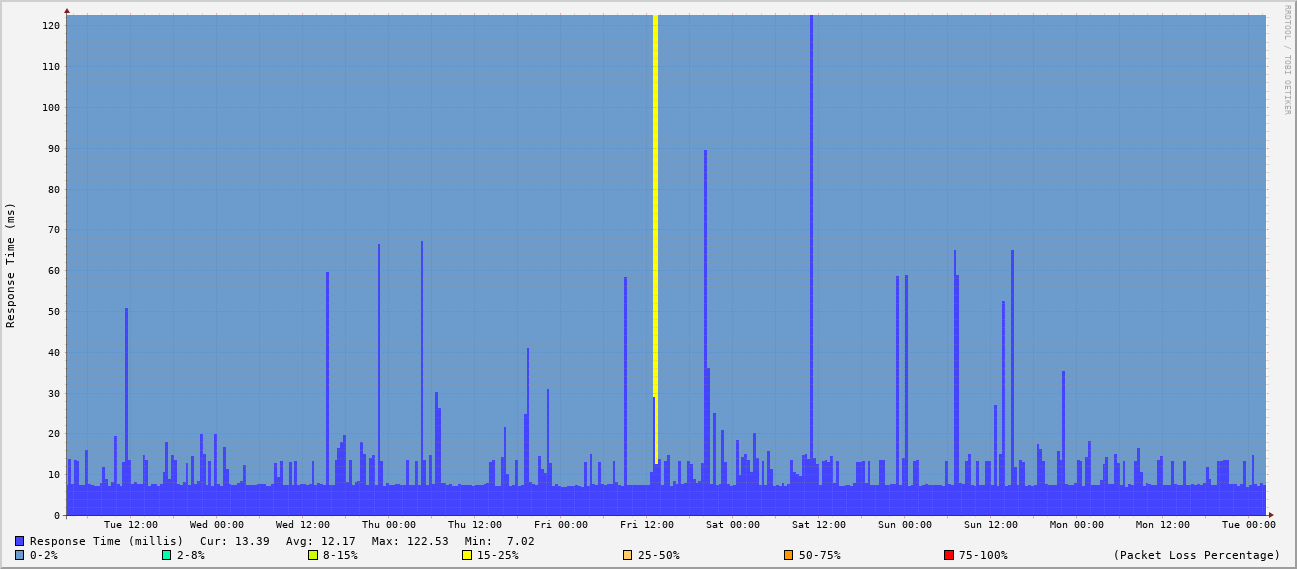 RRDTOOL / TOBI OETIKER
Response Time (ms)
120
110
100
90
80
70
60
50
40
30
20
10
0
Tue 12:00 Wed 00:00 Wed 12:00 Thu 00:00 Thu 12:00 Fri 00:00 Fri 12:00 Sat 00:00 Sat 12:00 Sun 00:00 Sun 12:00 Mon 00:00 Mon 12:00 Tue 00:00
Response Time (millis) Cur: 13.39 Avg: 12.17 Max: 122.53 Min: 7.02
0-2% 2-8% 8-15% 15-25% 25-50% 50-75% 75-100% (Packet Loss Percentage)